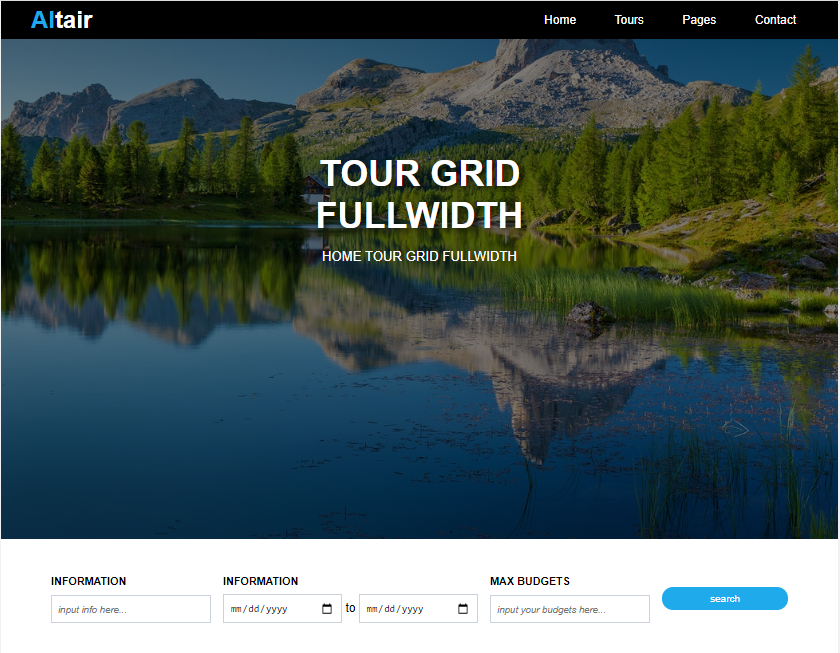 Altair
Home Tours Pages Contact
TOUR GRID
FULLWIDTH
HOME TOUR GRID FULLWIDTH
INFORMATION INFORMATION MAX BUDGETS
input info here... mm/dd/yyyy to mm/dd/yyyy input your budgets here... search